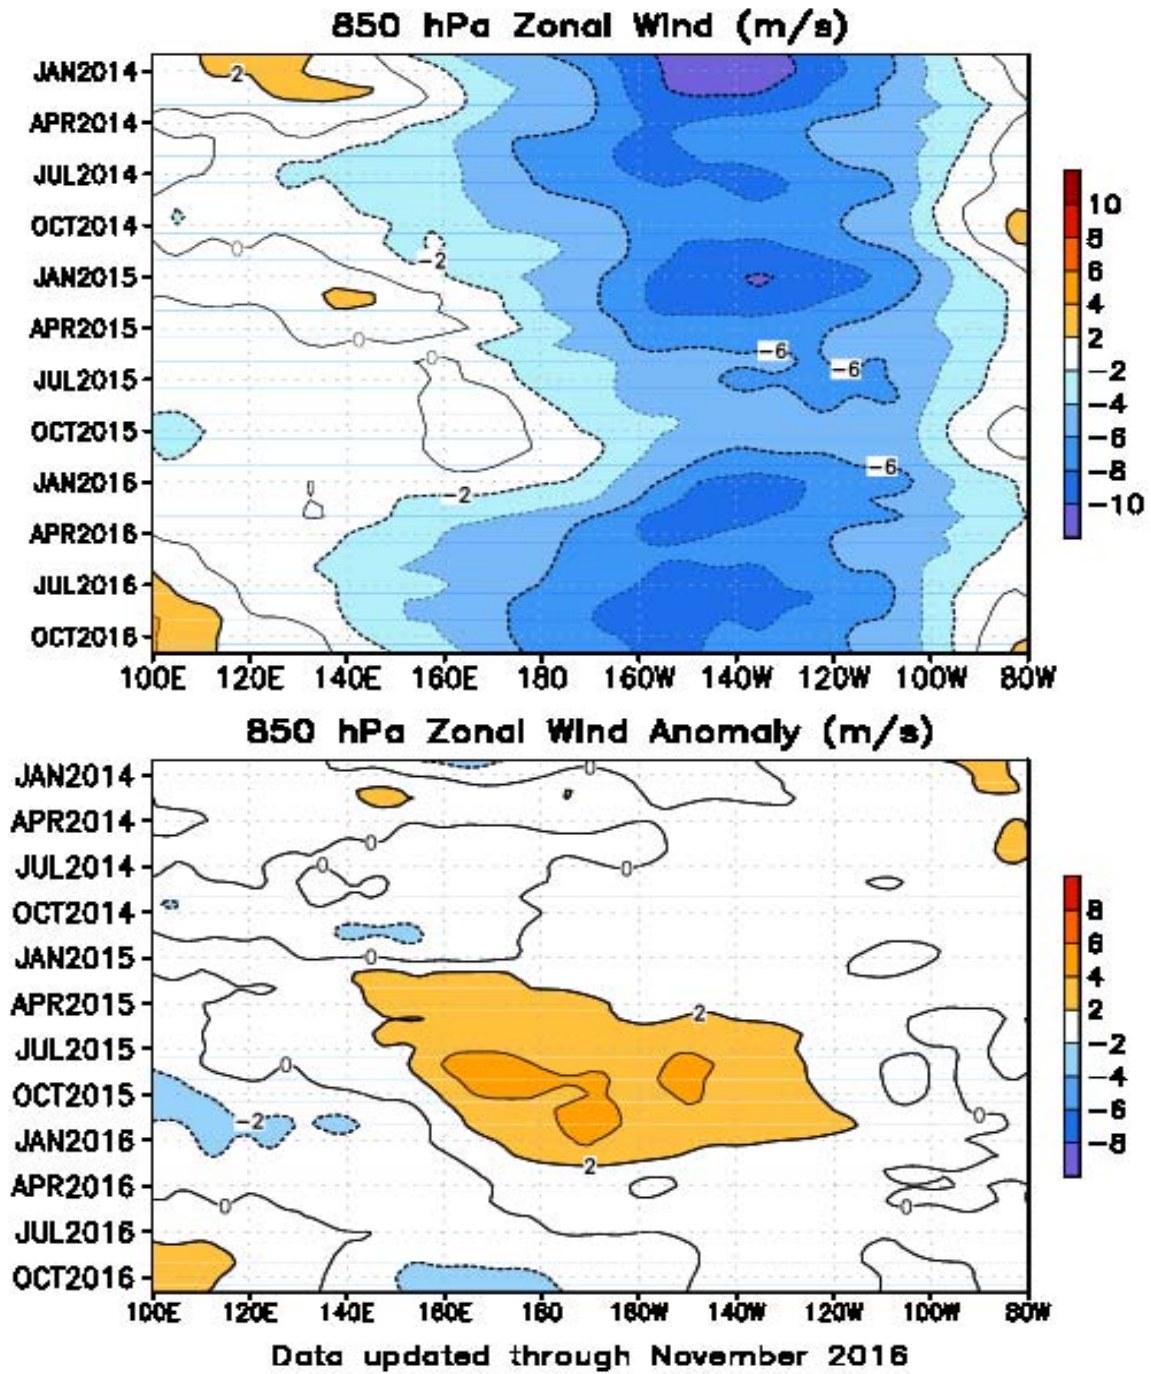 850 hPa Zonal Wind (m/s)
JAN2014
APR2014
JUL2014
OCT2014
JAN2015
APR2015
JUL2015
OCT2015
JAN2016
APR2016
JUL2016
OCT2016
2
0
-2
0
0
-6
-6
-6
-2
100E 120E 140E 160E 180 160W 140W 120W 100W 80W
10
8
6
4
2
-2
-4
-6
-8
-10
850 hPa Zonal Wind Anomaly (m/s)
JAN2014
APR2014
JUL2014
OCT2014
JAN2015
APR2015
JUL2015
OCT2015
JAN2016
APR2016
JUL2016
OCT2016
0
0
0
0
0
2
0
-2
0
2
0
0
100E 120E 140E 160E 180 160W 140W 120W 100W 80W
8
6
4
2
-2
-4
-6
-8
Data updated through November 2016